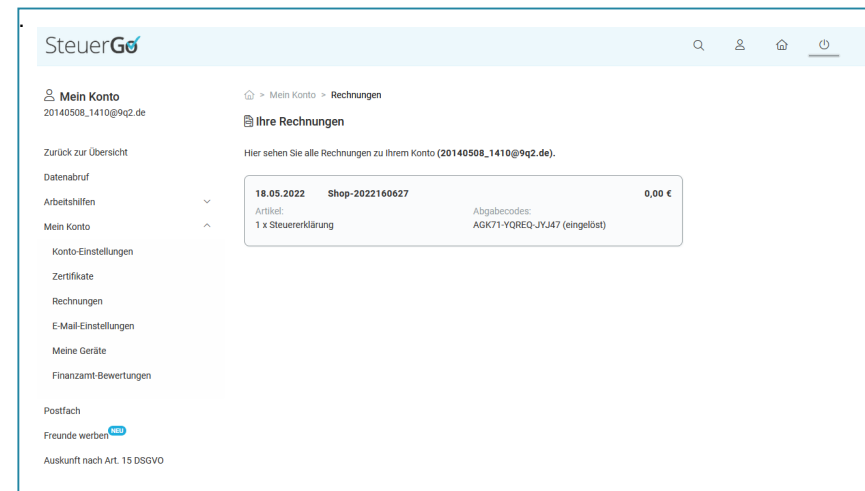 .
SteuerGo
Mein Konto
20140508_1410@9q2.de
Zurück zur Übersicht
Datenabruf
Arbeitshilfen
Mein Konto
Konto-Einstellungen
Zertifikate
Rechnungen
E-Mail-Einstellungen
Meine Geräte
Finanzamt-Bewertungen
Postfach
Freunde werben NEU
Auskunft nach Art. 15 DSGVO
> Mein Konto > Rechnungen
Ihre Rechnungen
Hier sehen Sie alle Rechnungen zu Ihrem Konto (20140508_1410@9q2.de).
18.05.2022 Shop-2022160627 0,00 €
Artikel: Abgabecodes:
1 x Steuererklärung AGK71-YQREQ-JYJ47 (eingelöst)